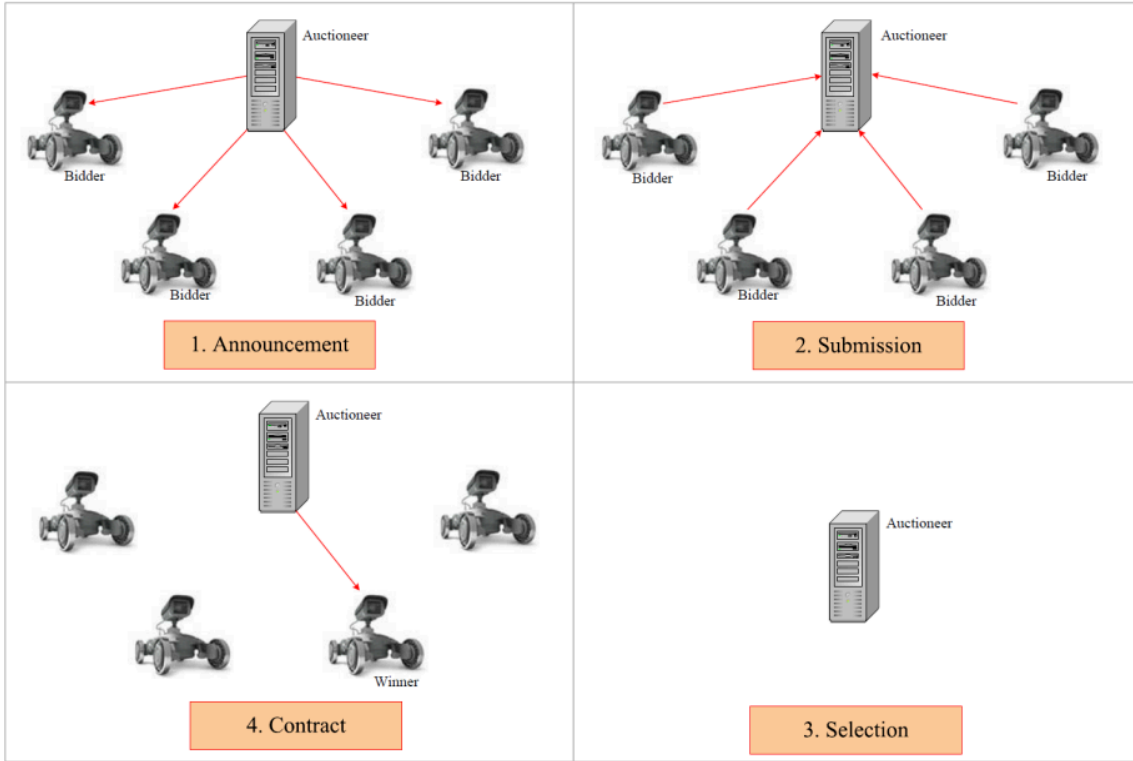 Auctioneer
Bidder
Bidder
Bidder
Bidder
1. Announcement
Auctioneer
Bidder
Bidder
Bidder
Bidder
2. Submission
Auctioneer
Winner
4. Contract
Auctioneer
3. Selection